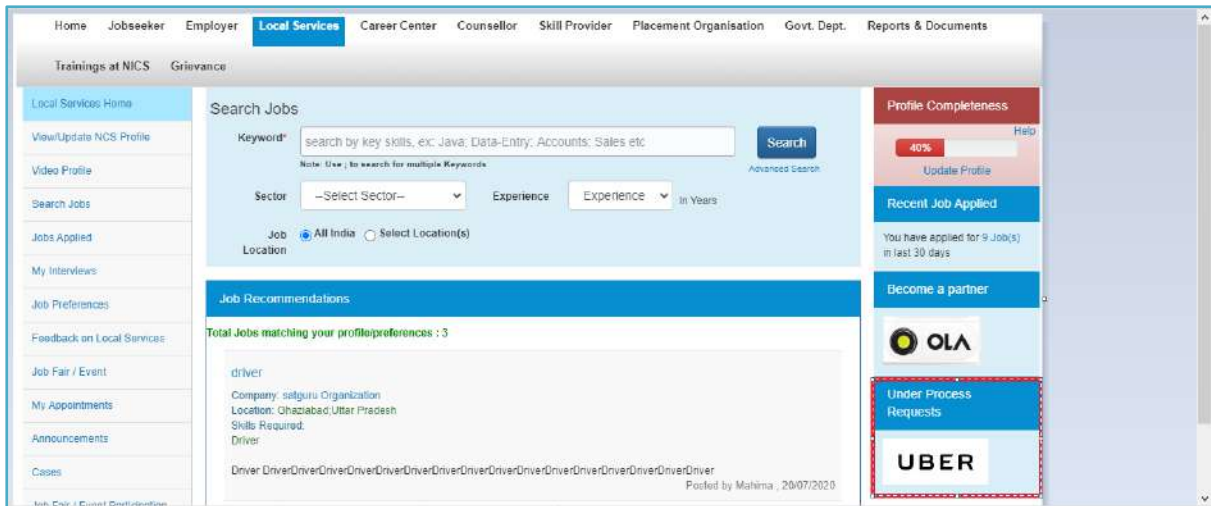 Home Jobseeker Employer Local Services Career Center Counsellor Skill Provider Placement Organisation Govt. Dept. Reports & Documents
Trainings at NICS Grievance
Local Services Home
View/Update NCS Profile
Video Profile
Search Jobs
Jobs Applied
My Interviews
Job Preferences
Feedback on Local Services
Job Fair / Event
My Appointments
Announcements
Cases
Job Fair / Event Participation
Search Jobs
Keyword* search by key skills, ex: Java; Data-Entry; Accounts; Sales etc Search
Note: Use ; to search for multiple Keywords
Advanced Search
Sector --Select Sector-- Experience Experience In Years
Job Location All India Select Location(s)
Job Recommendations
Total Jobs matching your profile/preferences : 3
driver
Company: satguru Organization
Location: Ghaziabad;Uttar Pradesh
Skills Required:
Driver
Driver DriverDriverDriverDriverDriverDriverDriverDriverDriverDriverDriverDriverDriverDriverDriver
Posted by Mahima , 20/07/2020
Profile Completeness
Help
40%
Update Profile
Recent Job Applied
You have applied for 9 Job(s)
in last 30 days
Become a partner
OLA
Under Process
Requests
UBER